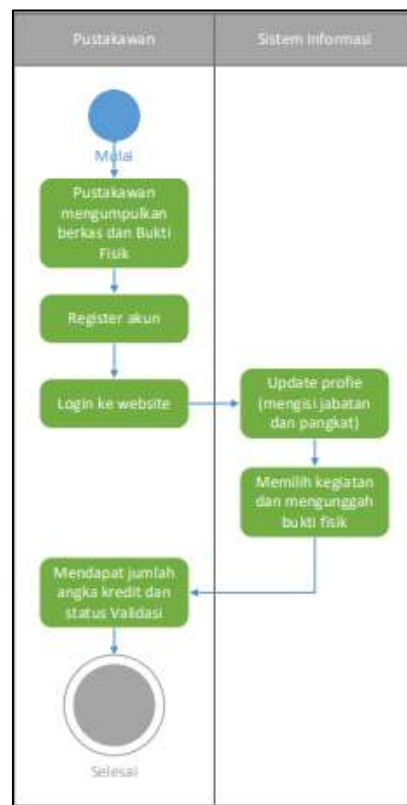 Pustakawan
Sistem Informasi
Mulai
Pustakawan
mengumpulkan
berkas dan Bukti
Fisik
Register akun
Login ke website
Update profie
(mengisi jabatan
dan pangkat)
Memilih kegiatan
dan mengunggah
bukti fisik
Mendapat jumlah
angka kredit dan
status Validasi
Selesai